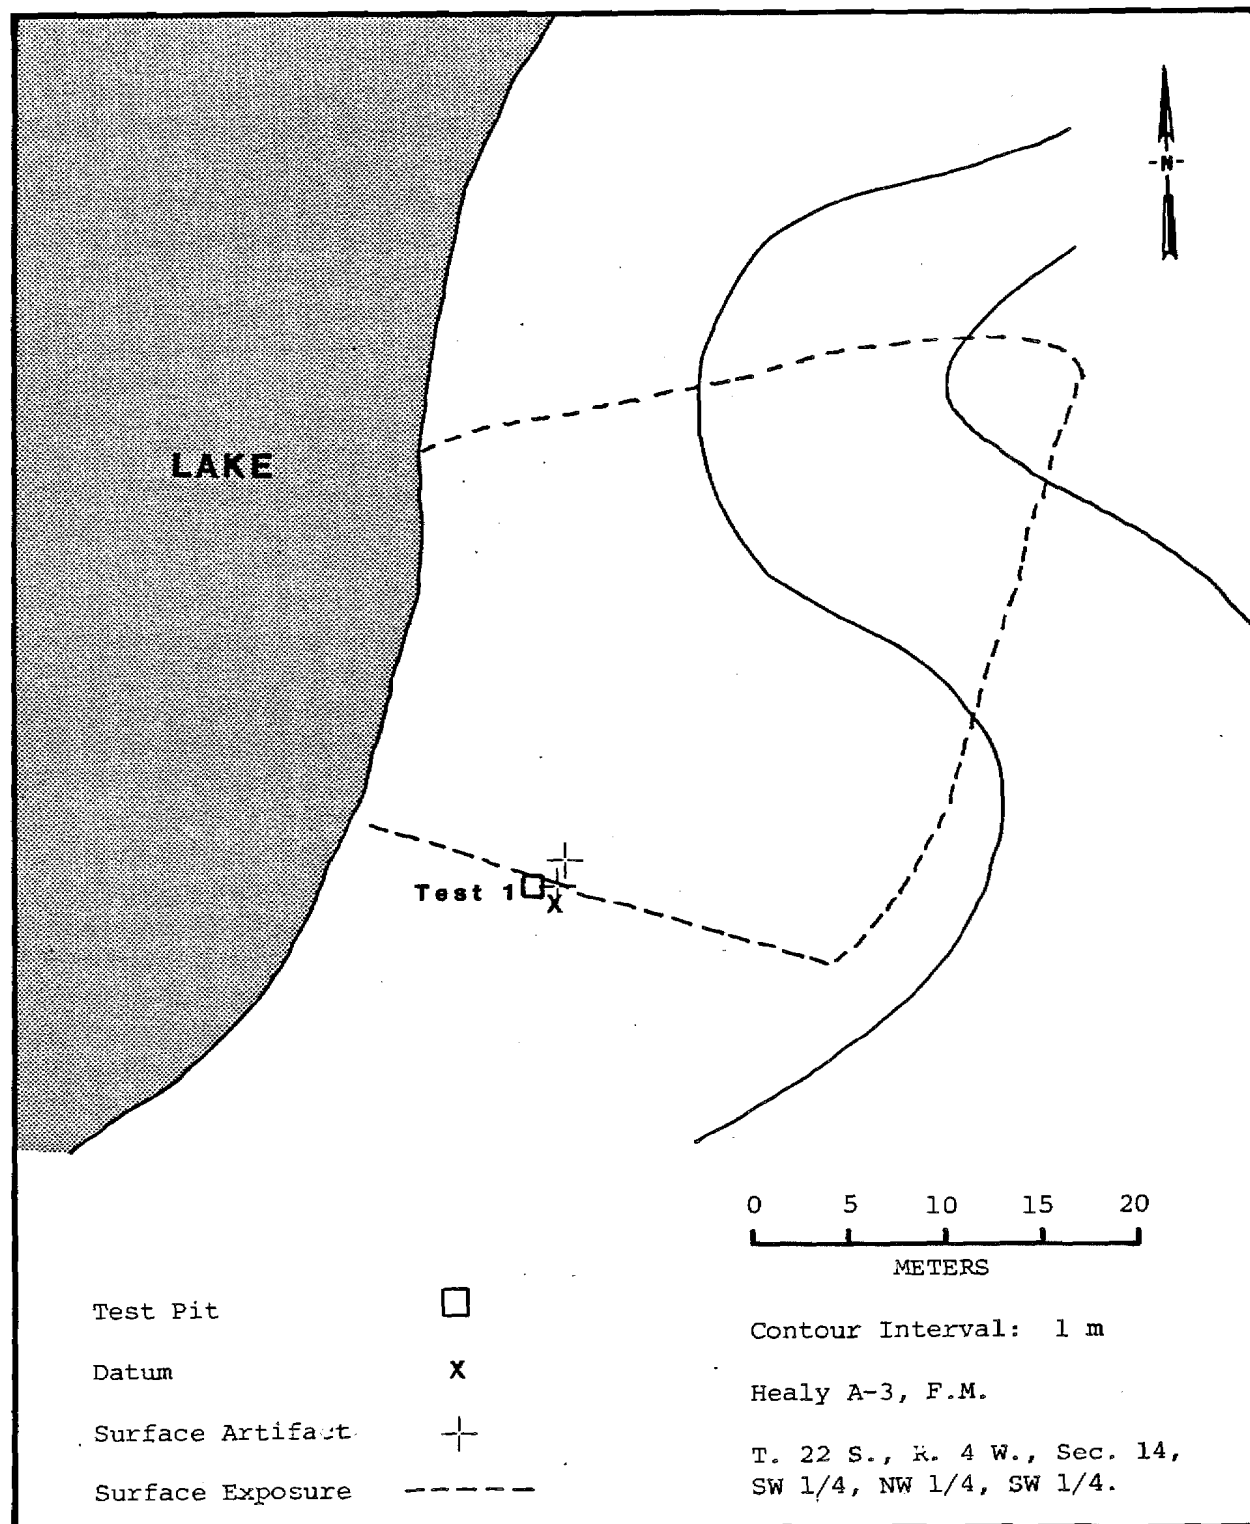 -N-
LAKE
Test 1
X
0 5 10 15 20
METERS
Test Pit
Datum X
Surface Artifact
Surface Exposure
Contour Interval: 1 m
Healy A-3, F.M.
T. 22 S., R. 4 W., Sec. 14,
SW 1/4, NW 1/4, SW 1/4.